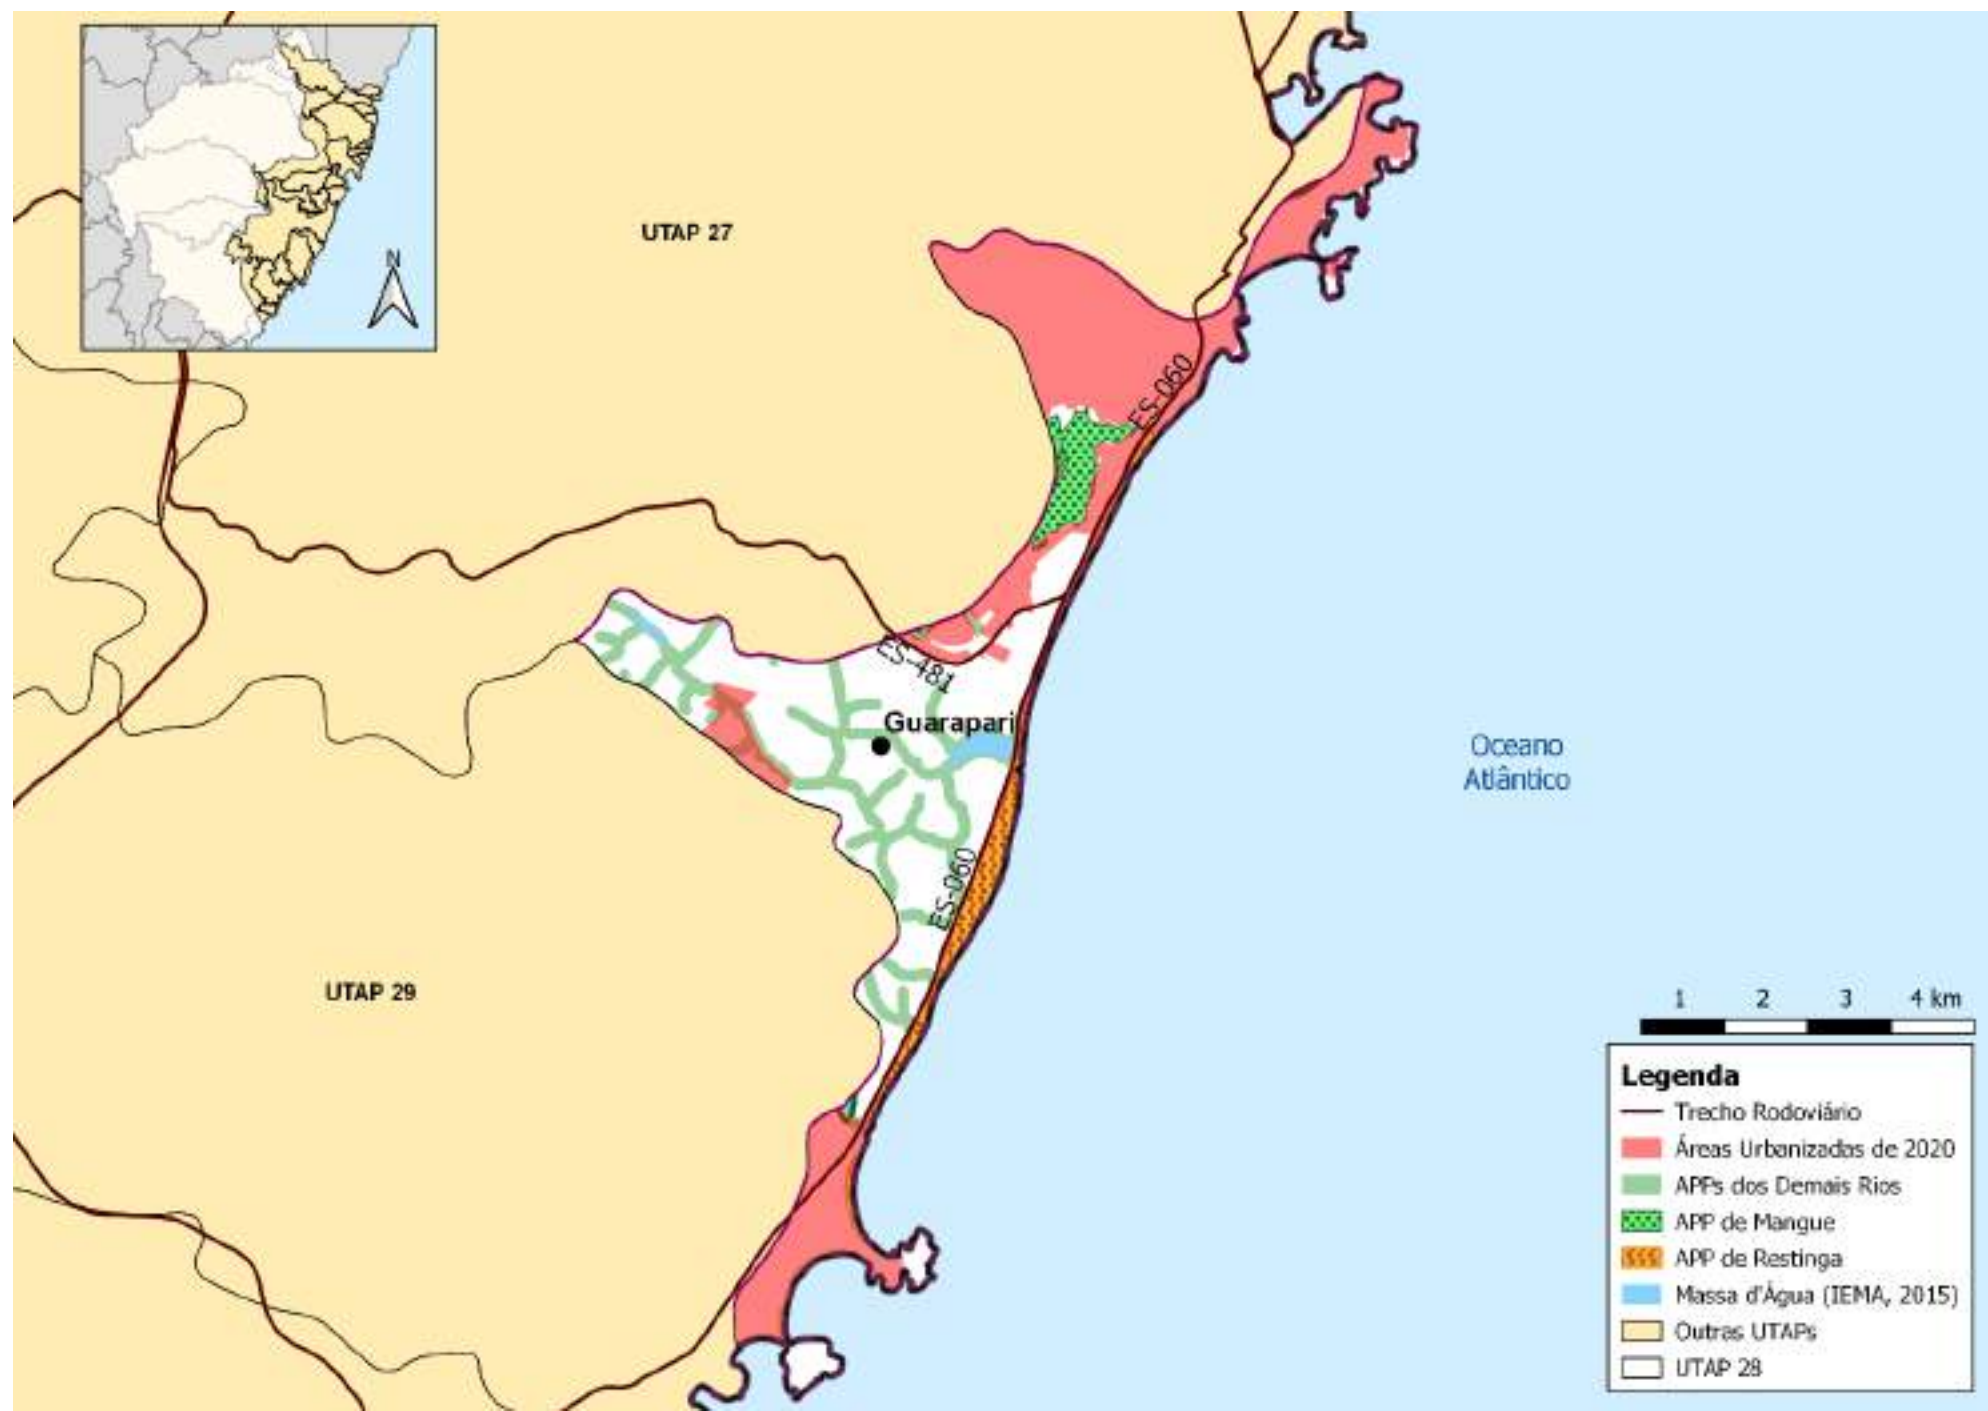 N
UTAP 27
ES-060
ES-481
Guarapari
Oceano
Atlântico
ES-060
UTAP 29
1 2 3 4 km
Legenda
Trecho Rodoviário
Áreas Urbanizadas de 2020
APPs dos Demais Rios
APP de Mangue
APP de Restinga
Massa d'Água (IEMA, 2015)
Outras UTAPs
UTAP 28